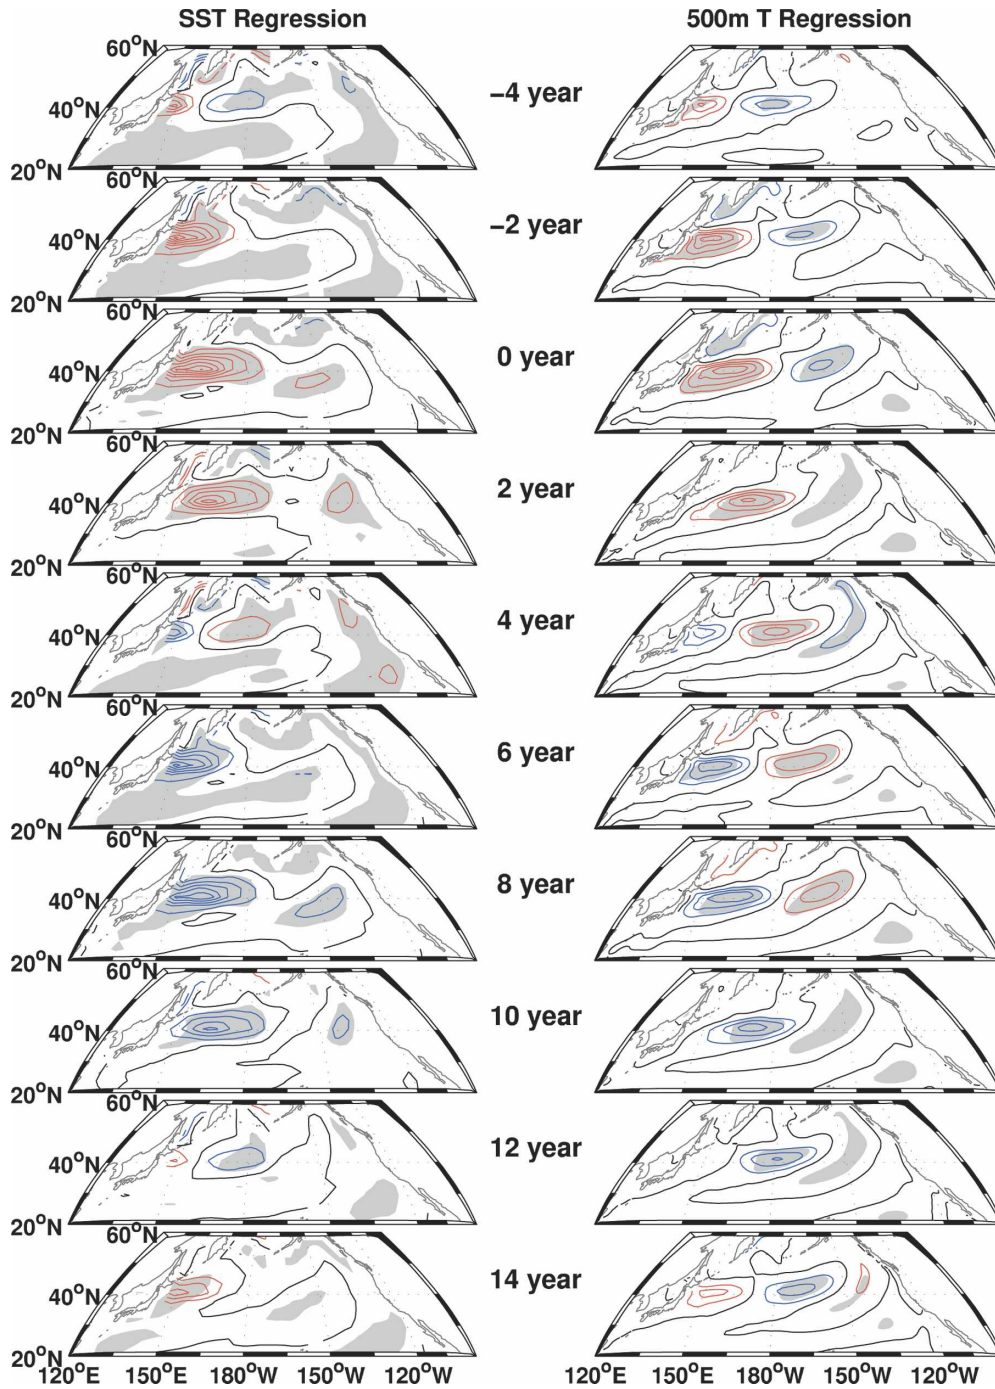 SST Regression 500m T Regression
60°N
40°N -4 year
20°N
60°N
40°N -2 year
20°N
60°N
40°N 0 year
20°N
60°N
40°N 2 year
20°N
60°N
40°N 4 year
20°N
60°N
40°N 6 year
20°N
60°N
40°N 8 year
20°N
60°N
40°N 10 year
20°N
60°N
40°N 12 year
20°N
60°N
40°N 14 year
20°N
120°E 150°E 180°W 150°W 120°W 120°E 150°E 180°W 150°W 120°W